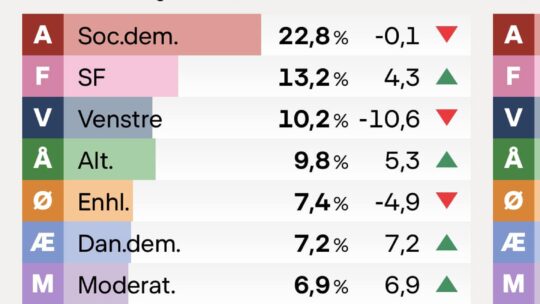 A Soc.dem. 22,8% -0,1 A
F SF 13,2% 4,3 F
V Venstre 10,2% -10,6 V
Å Alt. 9,8% 5,3 Å
Ø Enhl. 7,4% -4,9 Ø
Æ Dan.dem. 7,2% 7,2 Æ
M Moderat. 6,9% 6,9 M